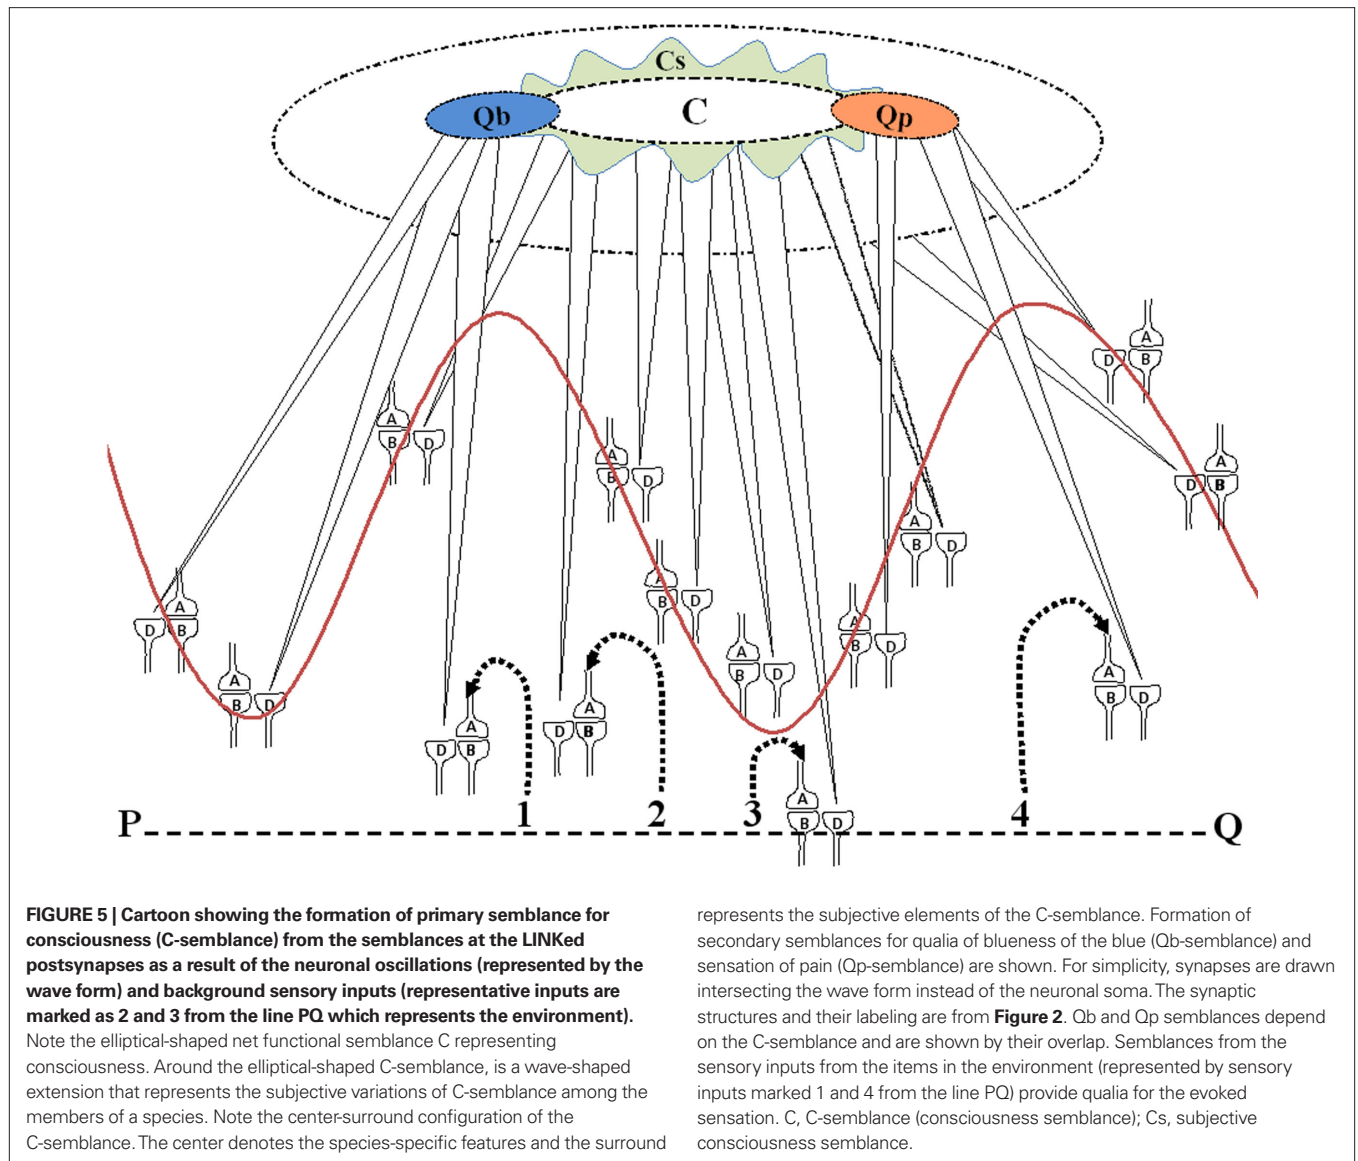 Cs
Qb
C
Qp
A
D
B
A
B
D
A
B
D
A
D
B
A
B
D
A
B
D
A
D
B
A
B
D
A
B
D
A
B
D
A
B
D
A
D
B
A
B
D
A
D
B
1
2
3
4
A
B
D
P
Q
FIGURE 5 | Cartoon showing the formation of primary semblance for
consciousness (C-semblance) from the semblances at the LINKed
postsynapses as a result of the neuronal oscillations (represented by the
wave form) and background sensory inputs (representative inputs are
marked as 2 and 3 from the line PQ which represents the environment).
Note the elliptical-shaped net functional semblance C representing
consciousness. Around the elliptical-shaped C-semblance, is a wave-shaped
extension that represents the subjective variations of C-semblance among the
members of a species. Note the center-surround configuration of the
C-semblance. The center denotes the species-specific features and the surround
represents the subjective elements of the C-semblance. Formation of
secondary semblances for qualia of blueness of the blue (Qb-semblance) and
sensation of pain (Qp-semblance) are shown. For simplicity, synapses are drawn
intersecting the wave form instead of the neuronal soma. The synaptic
structures and their labeling are from Figure 2. Qb and Qp semblances depend
on the C-semblance and are shown by their overlap. Semblances from the
sensory inputs from the items in the environment (represented by sensory
inputs marked 1 and 4 from the line PQ) provide qualia for the evoked
sensation. C, C-semblance (consciousness semblance); Cs, subjective
consciousness semblance.